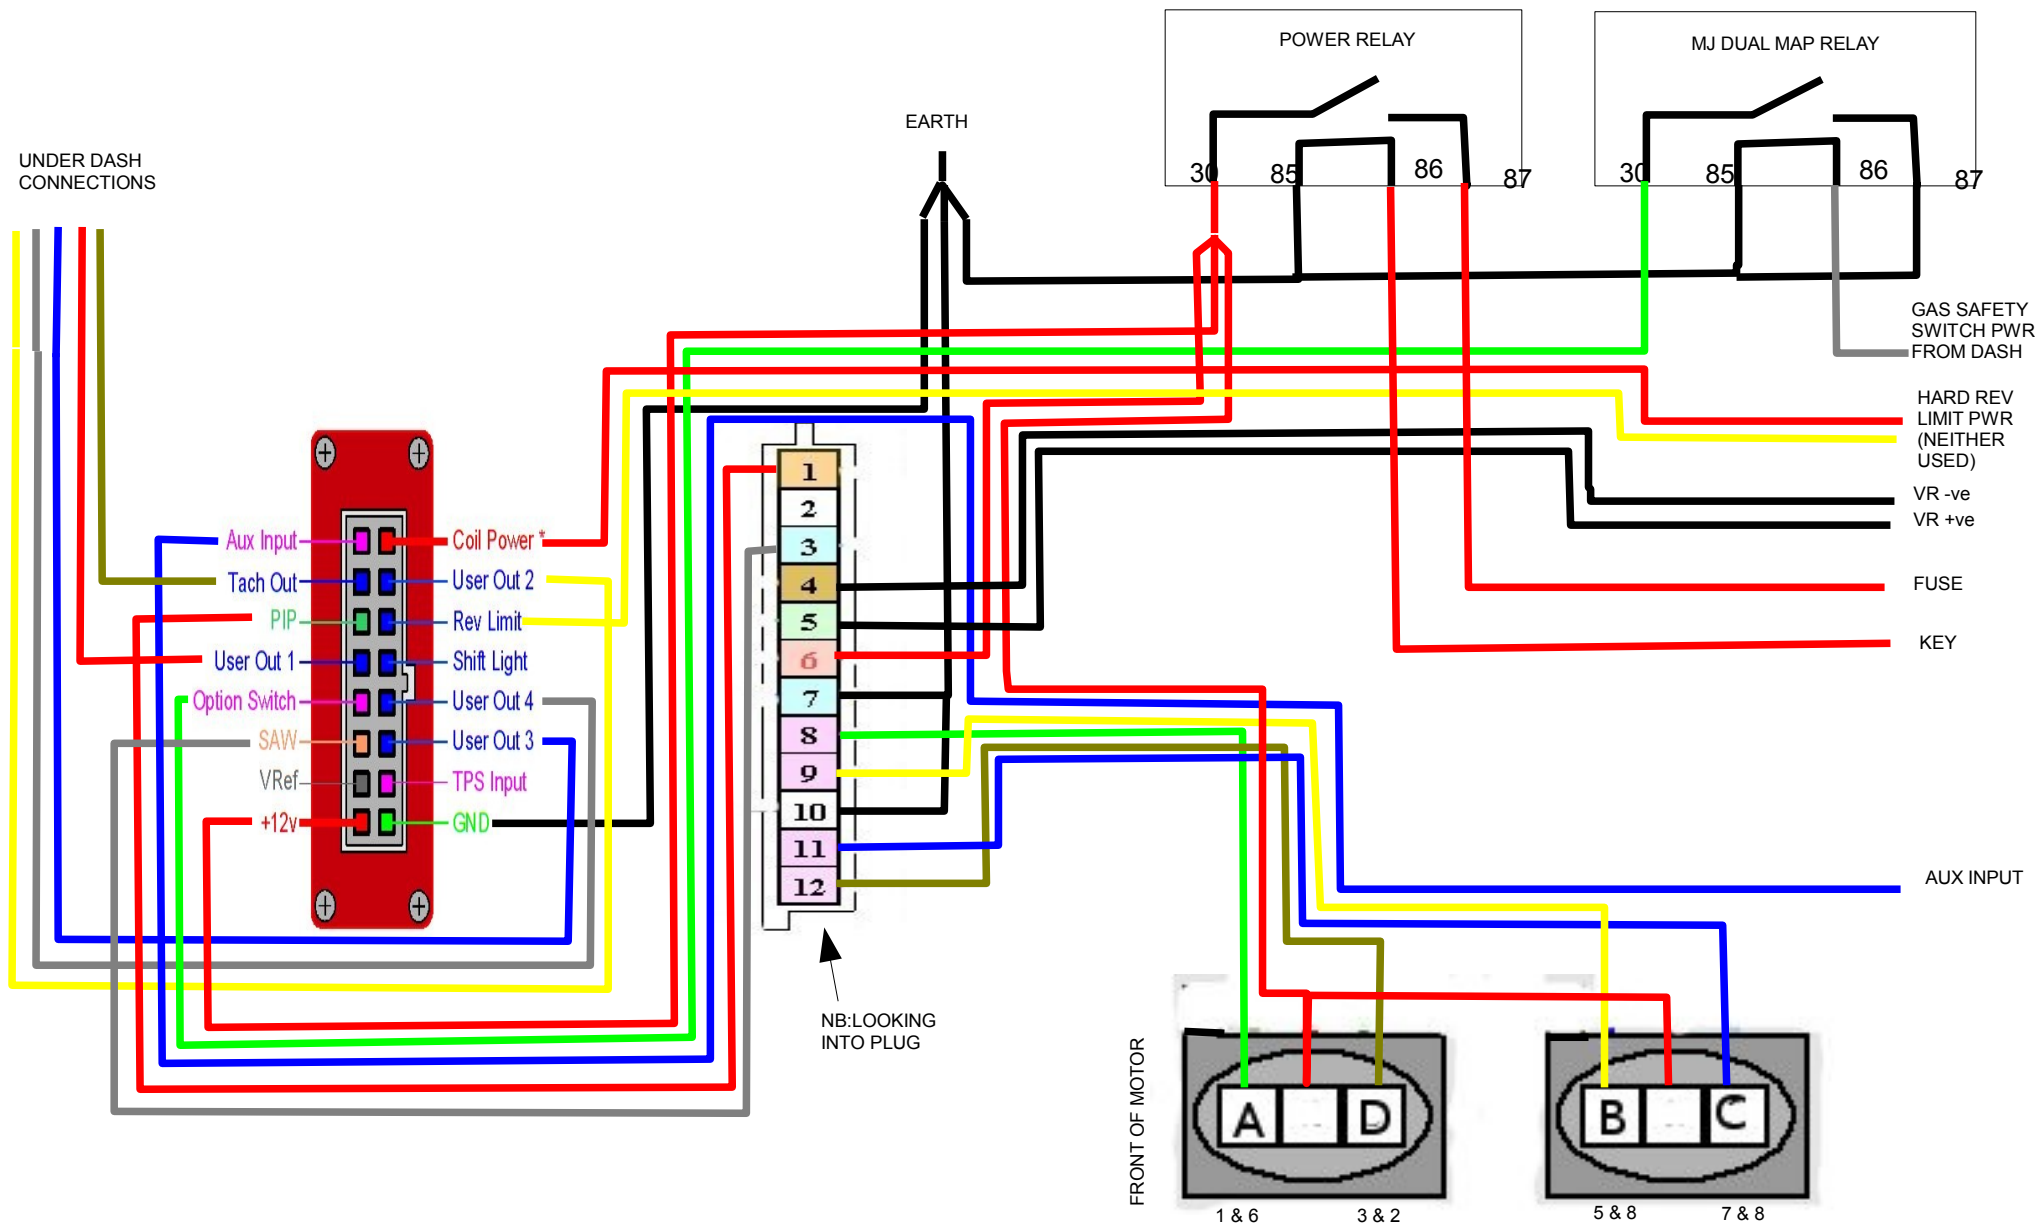 POWER RELAY
MJ DUAL MAP RELAY
EARTH
UNDER DASH
CONNECTIONS
30
85
86
87
30
85
86
87
GAS SAFETY
SWITCH PWR
FROM DASH
HARD REV
LIMIT PWR
(NEITHER
USED)
VR -ve
VR +ve
FUSE
KEY
AUX INPUT
Aux Input
Coil Power *
Tach Out
User Out 2
PIP
Rev Limit
User Out 1
Shift Light
Option Switch
User Out 4
SAW
User Out 3
VRef
TPS Input
+12v
GND
1
2
3
4
5
6
7
8
9
10
11
12
NB:LOOKING
INTO PLUG
FRONT OF MOTOR
A
D
B
C
1 & 6
3 & 2
5 & 8
7 & 8